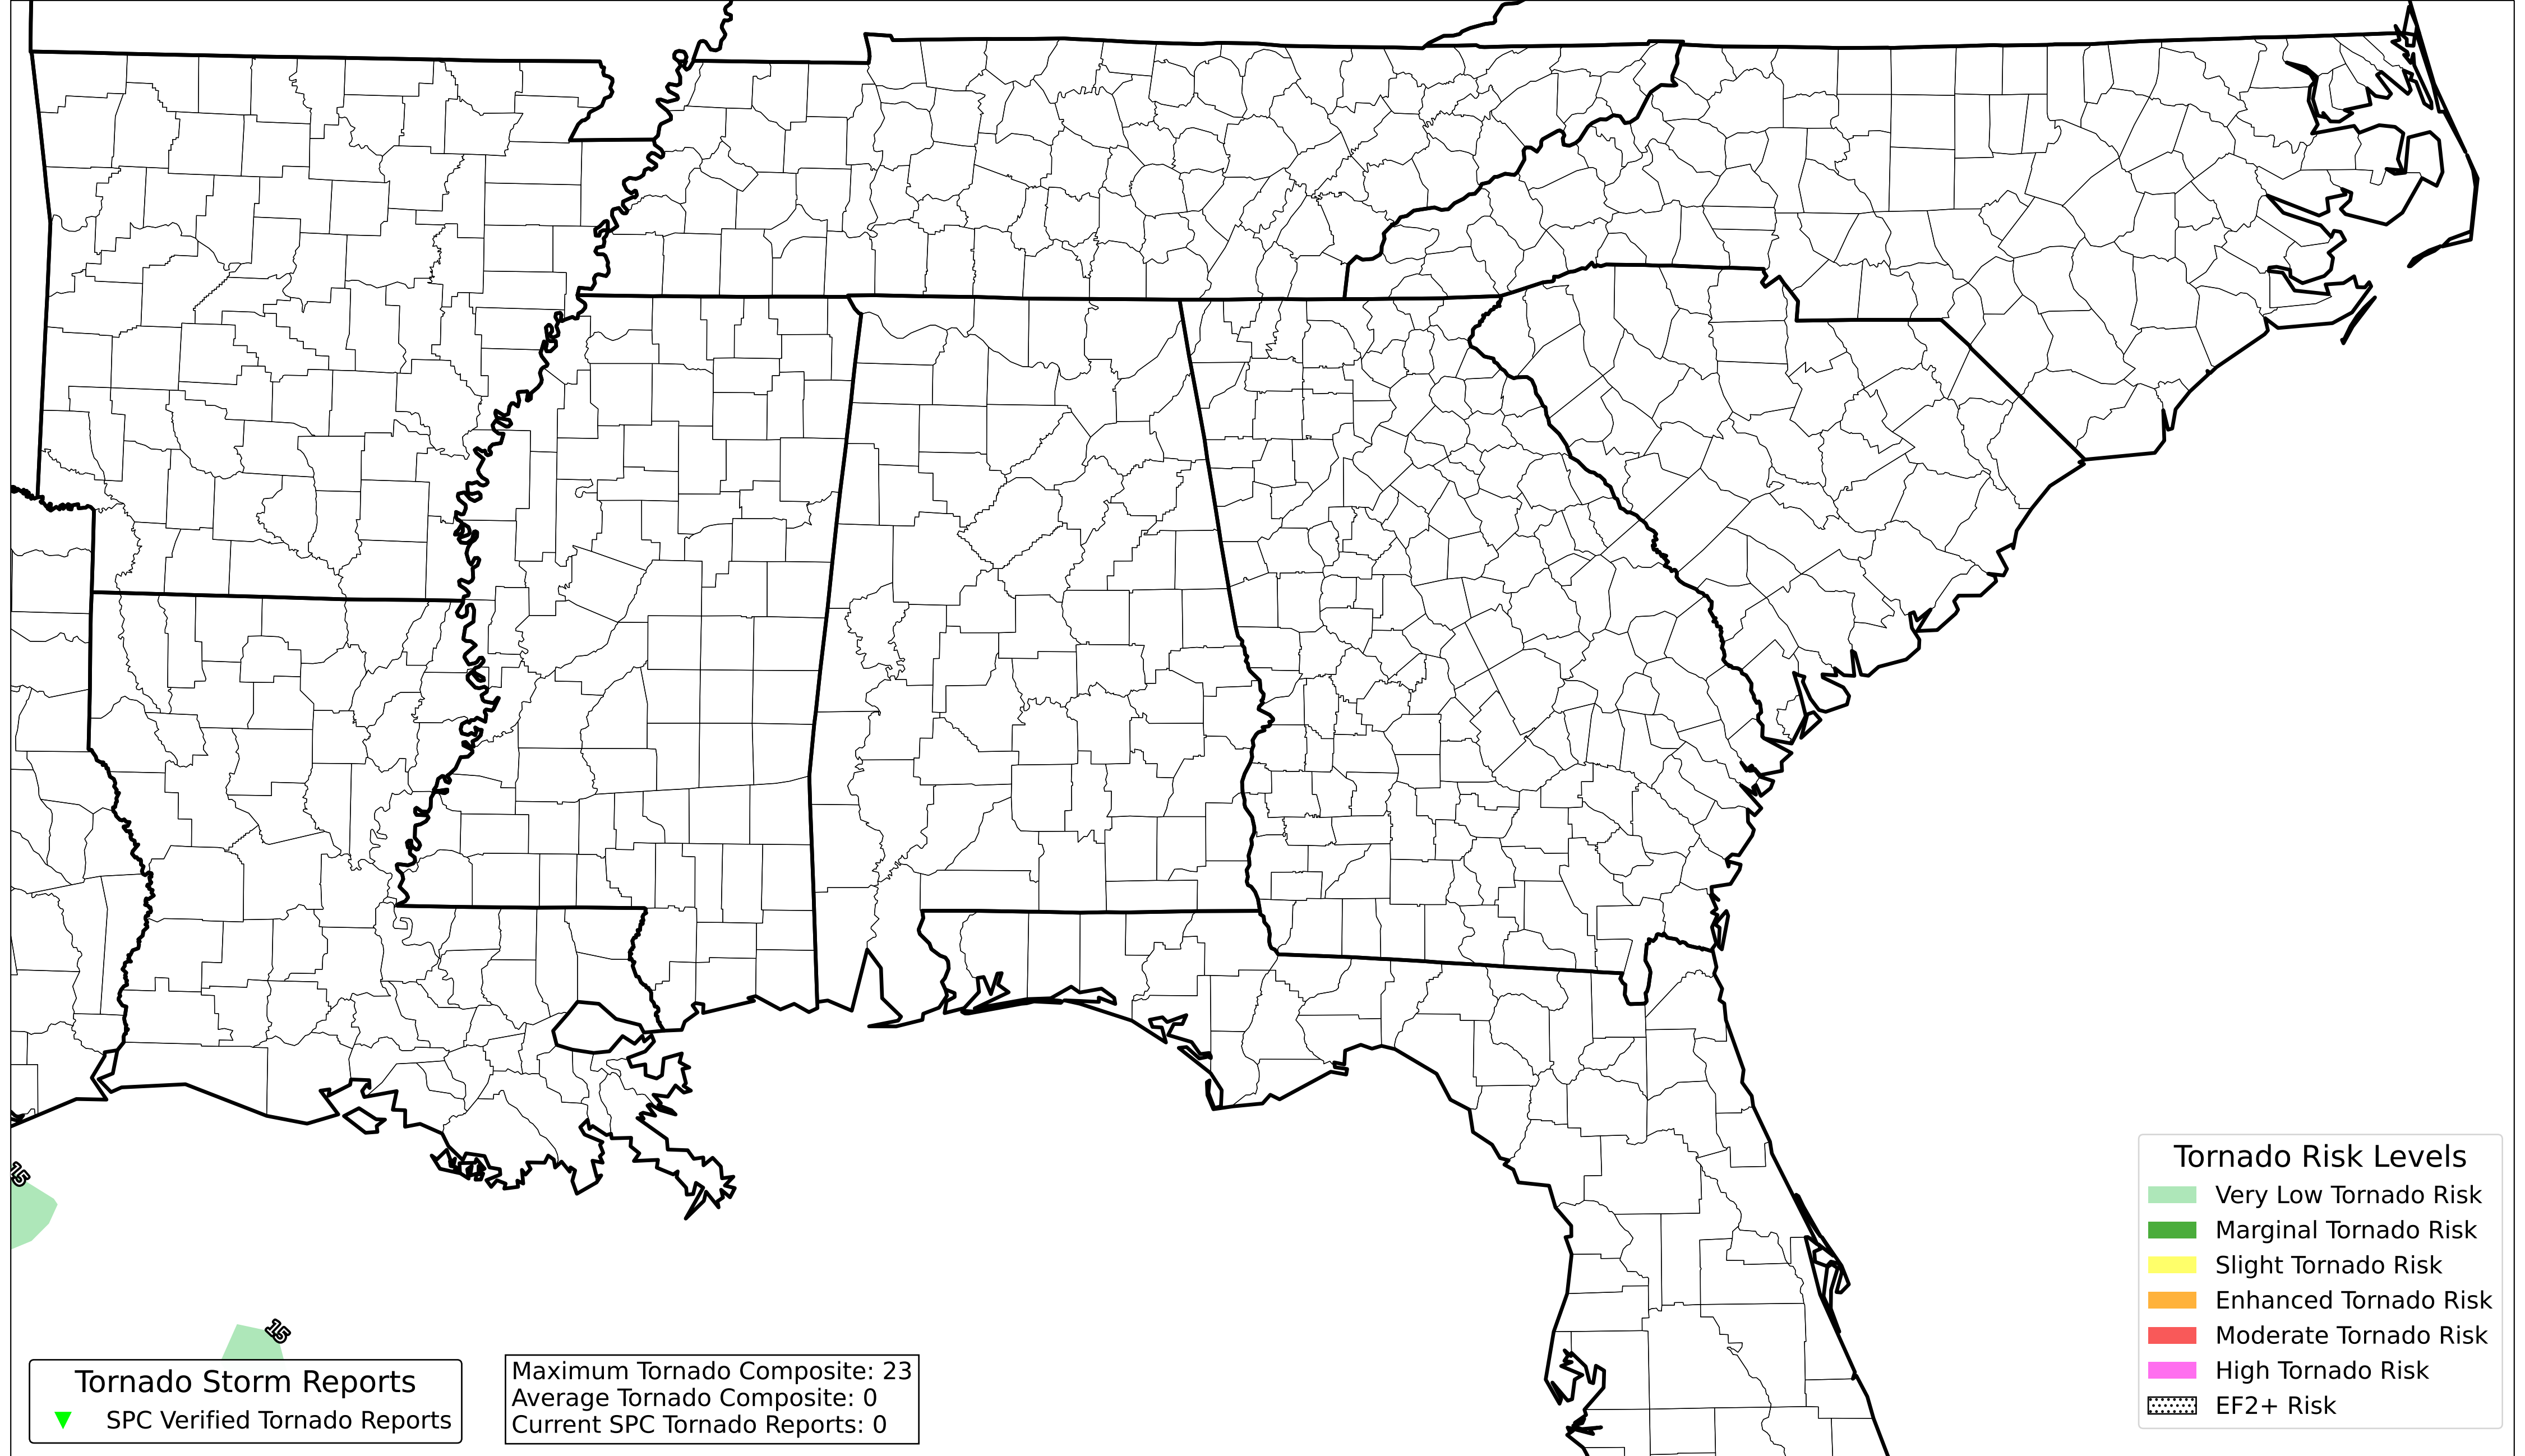 15
15
Tornado Storm Reports
SPC Verified Tornado Reports
Maximum Tornado Composite: 23
Average Tornado Composite: 0
Current SPC Tornado Reports: 0
Tornado Risk Levels
Very Low Tornado Risk
Marginal Tornado Risk
Slight Tornado Risk
Enhanced Tornado Risk
Moderate Tornado Risk
High Tornado Risk
EF2+ Risk